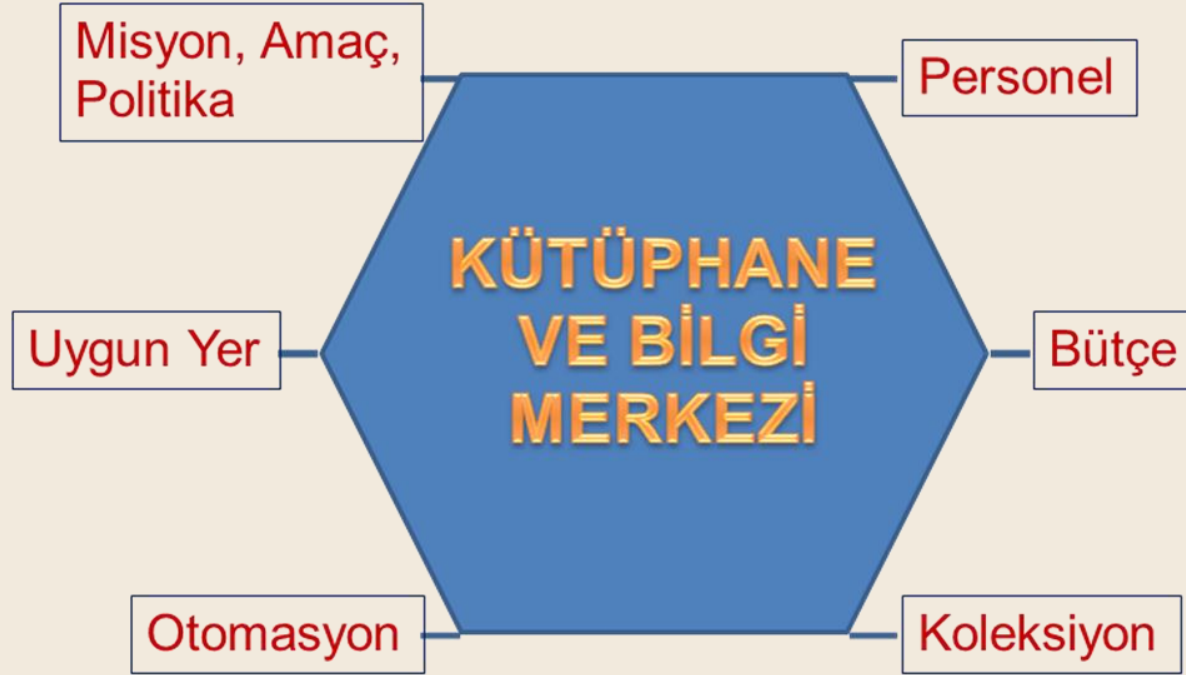 Misyon, Amaç,
Politika
Personel
KÜTÜPHANE
VE BİLGİ
MERKEZİ
Uygun Yer
Bütçe
Otomasyon
Koleksiyon